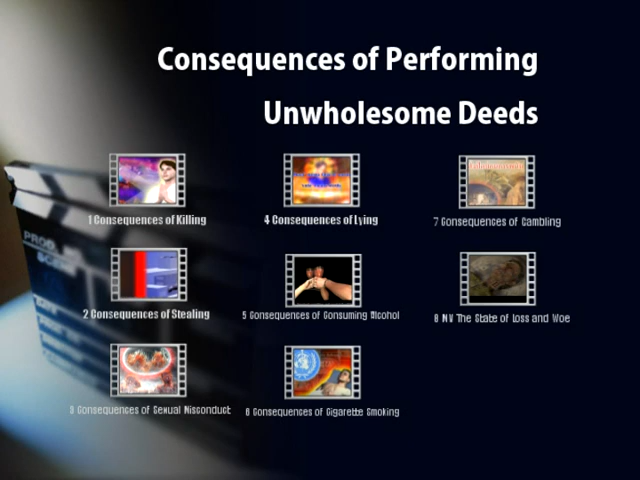 Consequences of Performing
Unwholesome Deeds
1 Consequences of Killing
4 Consequences of Lying
7 Consequences of Gambling
2 Consequences of Stealing
5 Consequences of Consuming Alcohol
8 MV The State of Loss and Woe
3 Consequences of Sexual Misconduct
6 Consequences of Cigarette Smoking
PROD.
SCENE